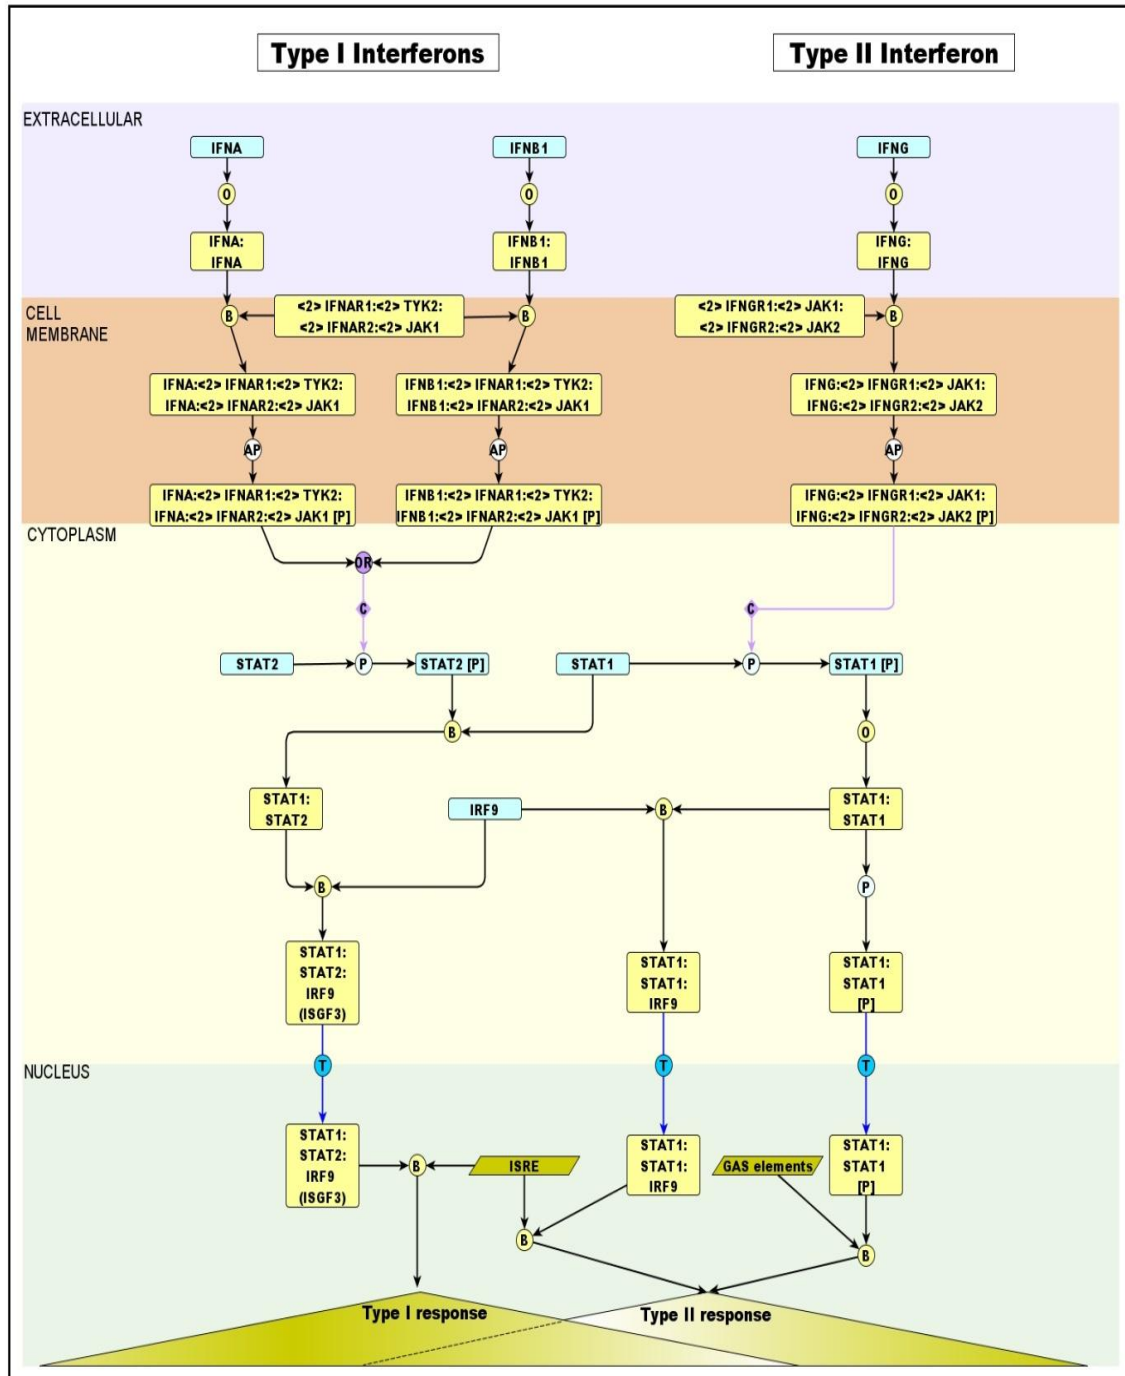 Type I Interferons
Type II Interferon
EXTRACELLULAR
IFNA
IFNB1
IFNG
O
O
O
IFNA:
IFNA
IFNB1:
IFNB1
IFNG:
IFNG
CELL
MEMBRANE
B
<2> IFNAR1:<2> TYK2:
<2> IFNAR2:<2> JAK1
B
<2> IFNGR1:<2> JAK1:
<2> IFNGR2:<2> JAK2
B
IFNA:<2> IFNAR1:<2> TYK2:
IFNA:<2> IFNAR2:<2> JAK1
IFNB1:<2> IFNAR1:<2> TYK2:
IFNB1:<2> IFNAR2:<2> JAK1
IFNG:<2> IFNGR1:<2> JAK1:
IFNG:<2> IFNGR2:<2> JAK2
AP
AP
AP
IFNA:<2> IFNAR1:<2> TYK2:
IFNA:<2> IFNAR2:<2> JAK1 [P]
IFNB1:<2> IFNAR1:<2> TYK2:
IFNB1:<2> IFNAR2:<2> JAK1 [P]
IFNG:<2> IFNGR1:<2> JAK1:
IFNG:<2> IFNGR2:<2> JAK2 [P]
CYTOPLASM
OR
C
C
STAT2
P
STAT2 [P]
STAT1
P
STAT1 [P]
B
O
STAT1:
STAT2
IRF9
B
STAT1:
STAT1
B
P
STAT1:
STAT2:
IRF9
(ISGF3)
STAT1:
STAT1:
IRF9
STAT1:
STAT1
[P]
NUCLEUS
T
T
T
STAT1:
STAT2:
IRF9
(ISGF3)
B
ISRE
STAT1:
STAT1:
IRF9
GAS elements
STAT1:
STAT1
[P]
B
B
Type I response
Type II response